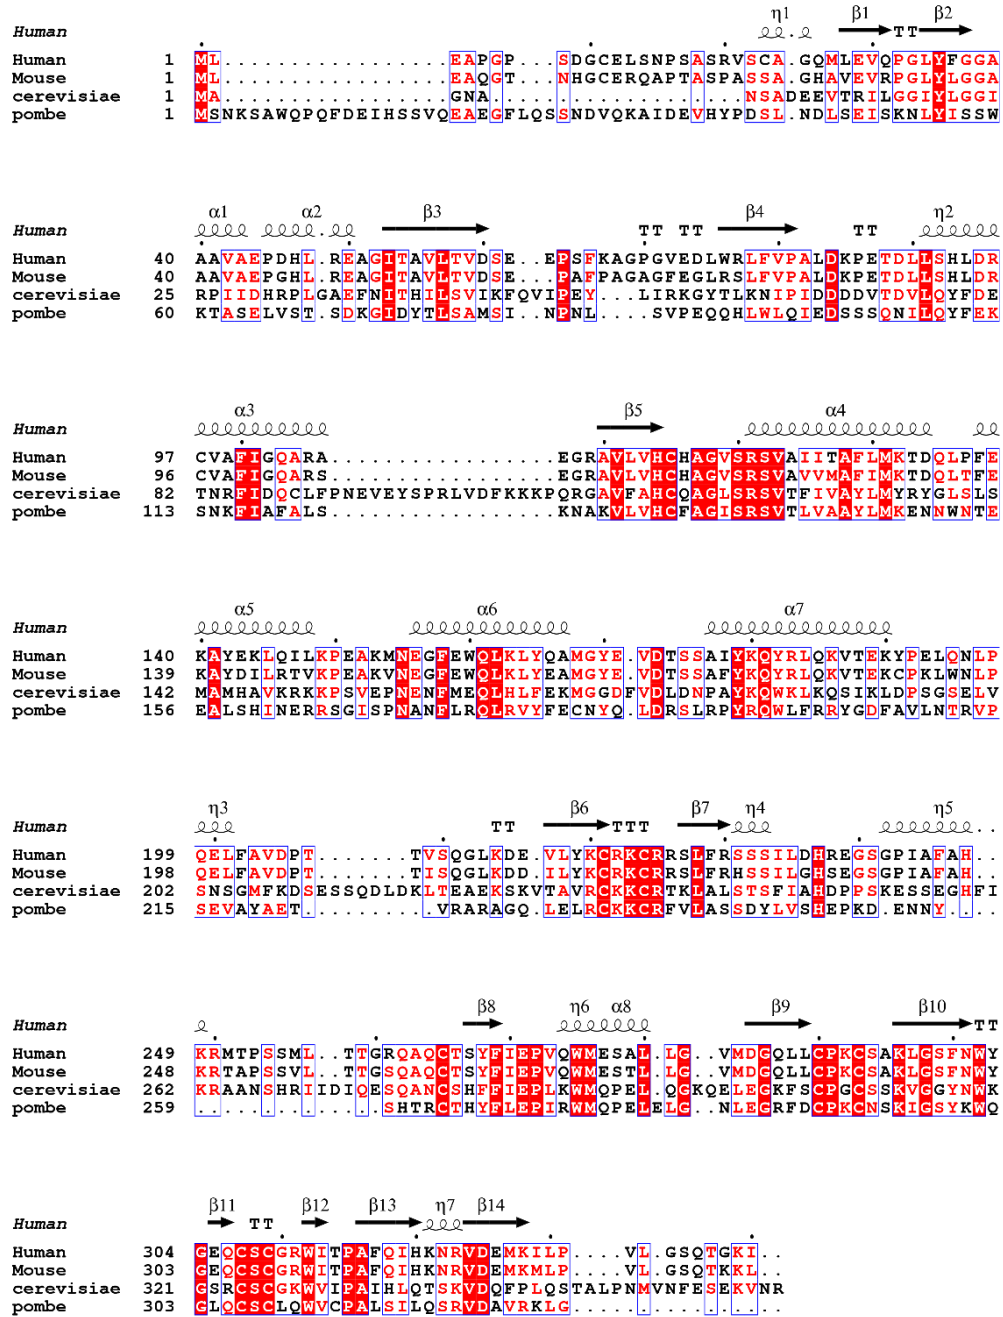 Human η1 β1 TT β2
Human 1 ML............EAPGP...SDGCELSNPSASRVSCA.GQMLEVQPGLYFGGA
Mouse 1 ML............EAQGT...NHGCERQAPTASPASSA.GHAVEVRPGLYLGGA
cerevisiae 1 MA............GNA.............NSADEEVTRILGGIYLGGI
pombe 1 MSNKSAWQPQFDEIHSSVQEAEGFLQSSNDVQKAIDEVHYPDSL.NDLSEISKNLYISSW
Human α1 α2 β3 TT TT β4 TT η2
Human 40 AAVAEPDHL.REAGITAVLTVDSE..EPSFKAGPGVEDLWRLFVPALDKPETDLLSHLDR
Mouse 40 AAVAEPGHL.REAGITAVLTVDSE..PAFPAGAGFEGLRSLFVPALDKPETDLLSHLDR
cerevisiae 25 RPIIDHRPLGAEFNITHILSVIKFQVIPEY...LIRKGYTLKNIPIDDDDVTDVLQYFDE
pombe 60 KTASELVST.SDKGIDYTLSAMSI..NPNL....SVPEQQHLWLQIEDSSSQNILQYFEK
Human α3 β5 α4
Human 97 CVAFIGQARA.................EGRAVLVHCHAGVSRSVAIITAFLMKTDQLPFE
Mouse 96 CVAFIGQARS.................EGRAVLVHCHAGVSRSVAVVMAFIMKTDQLTFE
cerevisiae 82 TNRFIDQCLFPNEVEYSPRLVDFKKKPQRGAVFAHCQAGLSRSVTFIVAYLMYRYGLSLS
pombe 113 SNKFIAFALS.................KNAKVLVHCFAGISRSVTLVAAYLMKENNWNTE
Human α5 α6 α7
Human 140 KAYEKLQILKPEAKMNEGFEWQLKLYQAMGYE.VDTSSAIYKQYRLQKVTEKYPELQNLP
Mouse 139 KAYDILRTVKPEAKVNEGFEWQLKLYEAMGYE.VDTSSAFYKQYRLQKVTEKCPKLWNLP
cerevisiae 142 MAMHAVKRKKPSVEPNENFMEQLHLFEKMGGDFVDLDNPAYKQWKLKQSIKLDPSGSELV
pombe 156 EALSHINERRSGISPNANFLRQLRVYFECNYQ.LDRSLRPYRQWLFRRYGDFAVLNTRVP
Human η3 TT β6 TTT β7 η4 η5
Human 199 QELFAVDPT.......TVSQGLKDE.VLYKCRKCRRSLFRSSSILDHREGSGPIAFAH..
Mouse 198 QELFAVDPT.......TISQGLKDD.ILYKCRKCRRSLFRHSSILGHSEGSGPIAFAH..
cerevisiae 202 SNSGMFKDSESSQDLDKLTEAEKSKVTAVRCKKCRTKLALSTSFIAHDPPSKESSEGHFI
pombe 215 SEVAYAET.........VRARAGQ.LELRCKKCRFVLASSDYLVSHEPKD.ENNY.....
Human β8 η6 α8 β9 β10 TT
Human 249 KRMTPSSML..TTGRQAQCTSYFIEPVQWMESAL.LG..VMDGQLLCPKCSAKLGSFNWY
Mouse 248 KRTAPSSVL..TTGRQAQCTSYFIEPVQWMESTL.LG..VMDGQLLCPKCSAKLGSFNWY
cerevisiae 262 KRAANSHRIIDIQESQANCSHFFIEPLKWMQPEL.QGKQELEGKFSCPGCSSKVGGYNWK
pombe 259 ..............SHTRCTHYFLEPIRWMQPELELG..NLEGRFDCPKCNSKIGSYKWQ
Human β11 TT β12 β13 η7 β14
Human 304 GEQCSCGRWITPAFQIHKNRVDEMKILP....VL.GSQTGKI..
Mouse 303 GEQCSCGRWITPAFQIHKNRVDEMKMLP....VL.GSQTKKL..
cerevisiae 321 GSRCSCGKWVIPAIHLQTSKVDQFPLQSTALPNMVNFESEKVNR
pombe 303 GLQCSCLQWVCPALSILQSRVDAVRKLG................